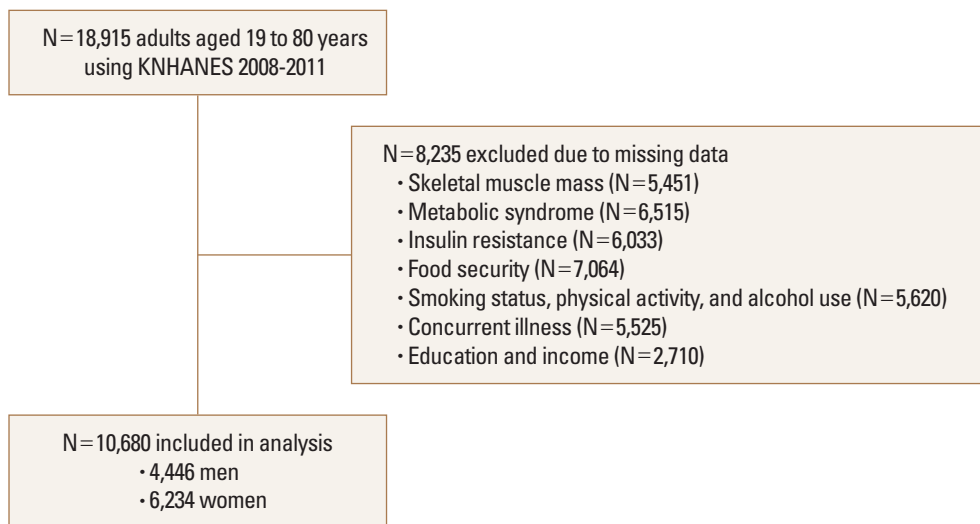 N=18,915 adults aged 19 to 80 years
using KNHANES 2008-2011
N=8,235 excluded due to missing data
· Skeletal muscle mass (N=5,451)
· Metabolic syndrome (N=6,515)
· Insulin resistance (N=6,033)
· Food security (N=7,064)
· Smoking status, physical activity, and alcohol use (N=5,620)
· Concurrent illness (N=5,525)
· Education and income (N=2,710)
N=10,680 included in analysis
· 4,446 men
· 6,234 women